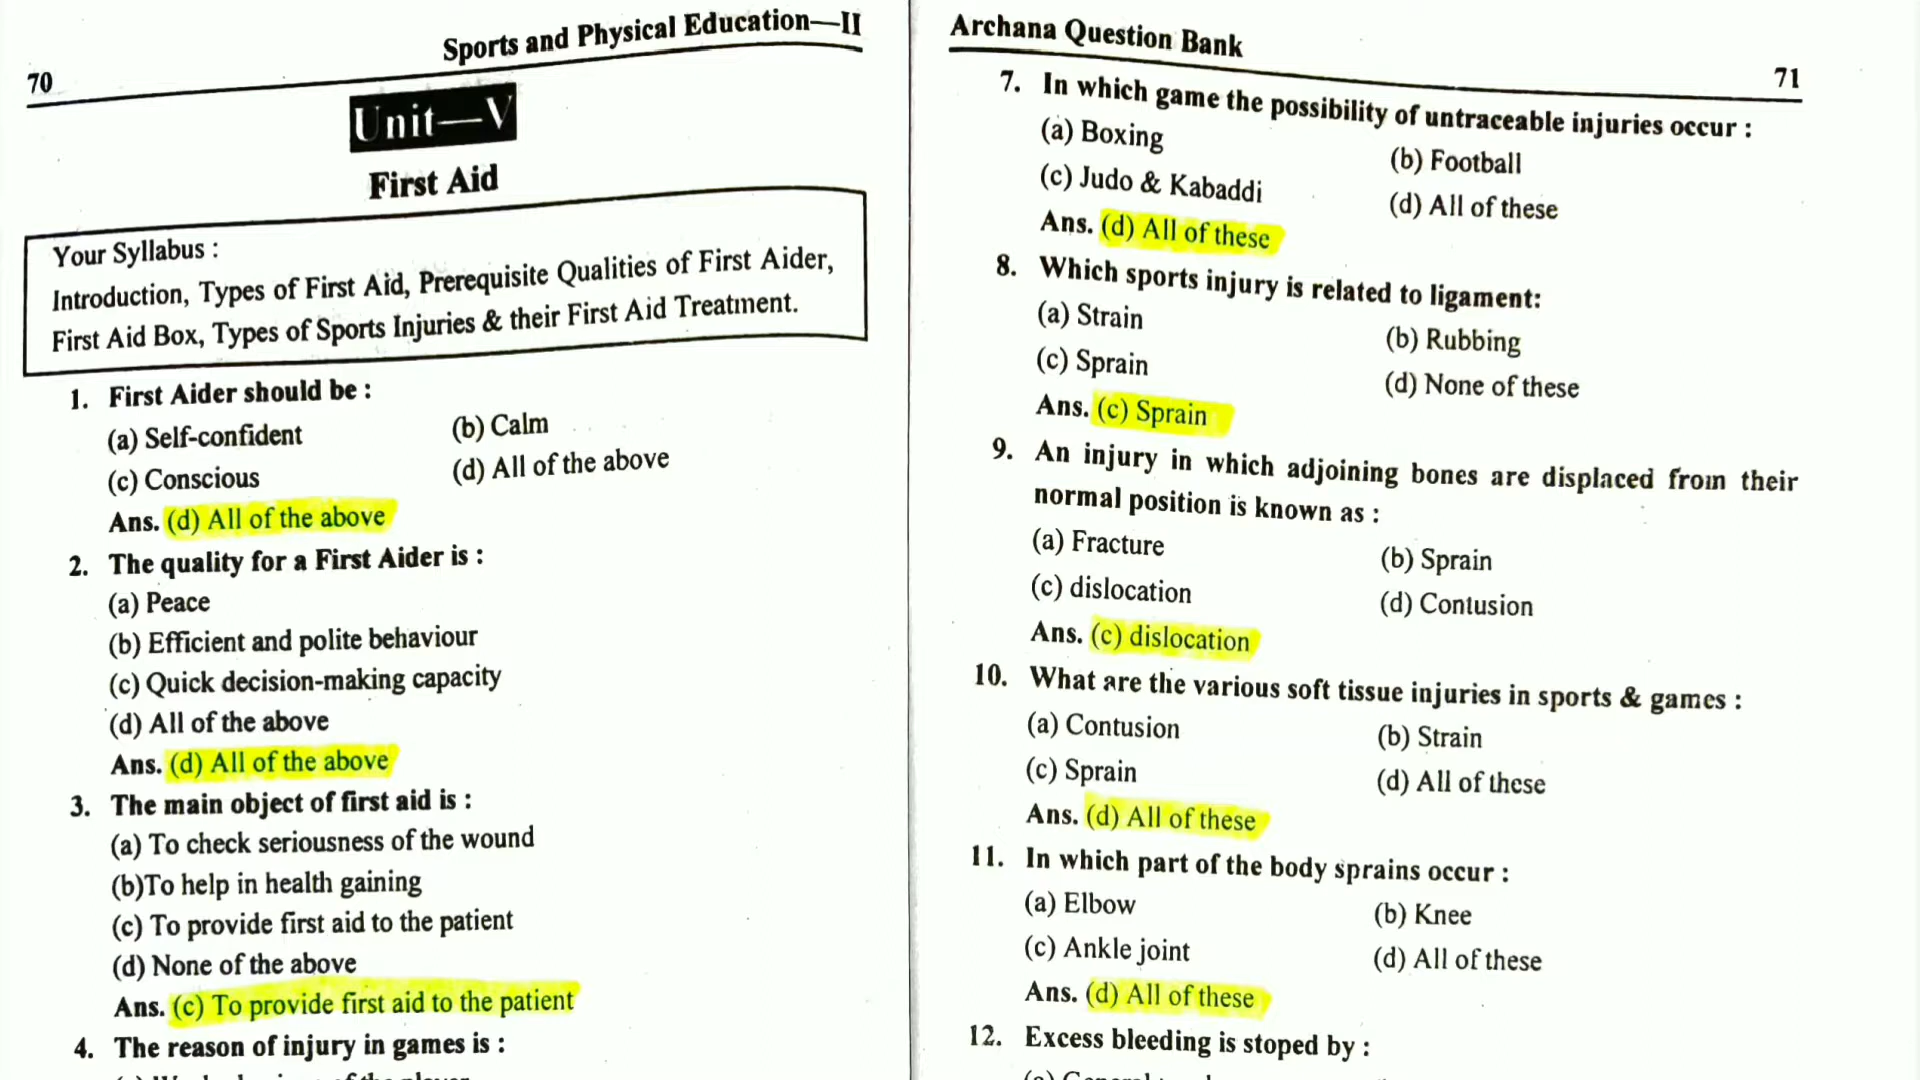 Sports and Physical Education—II
70
Unit—V
First Aid
Your Syllabus :
Introduction, Types of First Aid, Prerequisite Qualities of First Aider,
First Aid Box, Types of Sports Injuries & their First Aid Treatment.
1. First Aider should be :
(a) Self-confident (b) Calm
(c) Conscious (d) All of the above
Ans. (d) All of the above
2. The quality for a First Aider is :
(a) Peace
(b) Efficient and polite behaviour
(c) Quick decision-making capacity
(d) All of the above
Ans. (d) All of the above
3. The main object of first aid is :
(a) To check seriousness of the wound
(b)To help in health gaining
(c) To provide first aid to the patient
(d) None of the above
Ans. (c) To provide first aid to the patient
4. The reason of injury in games is :
Archana Question Bank
71
7. In which game the possibility of untraceable injuries occur :
(a) Boxing (b) Football
(c) Judo & Kabaddi (d) All of these
Ans. (d) All of these
8. Which sports injury is related to ligament:
(a) Strain (b) Rubbing
(c) Sprain (d) None of these
Ans. (c) Sprain
9. An injury in which adjoining bones are displaced from their
normal position is known as :
(a) Fracture (b) Sprain
(c) dislocation (d) Contusion
Ans. (c) dislocation
10. What are the various soft tissue injuries in sports & games :
(a) Contusion (b) Strain
(c) Sprain (d) All of these
Ans. (d) All of these
11. In which part of the body sprains occur :
(a) Elbow (b) Knee
(c) Ankle joint (d) All of these
Ans. (d) All of these
12. Excess bleeding is stoped by :